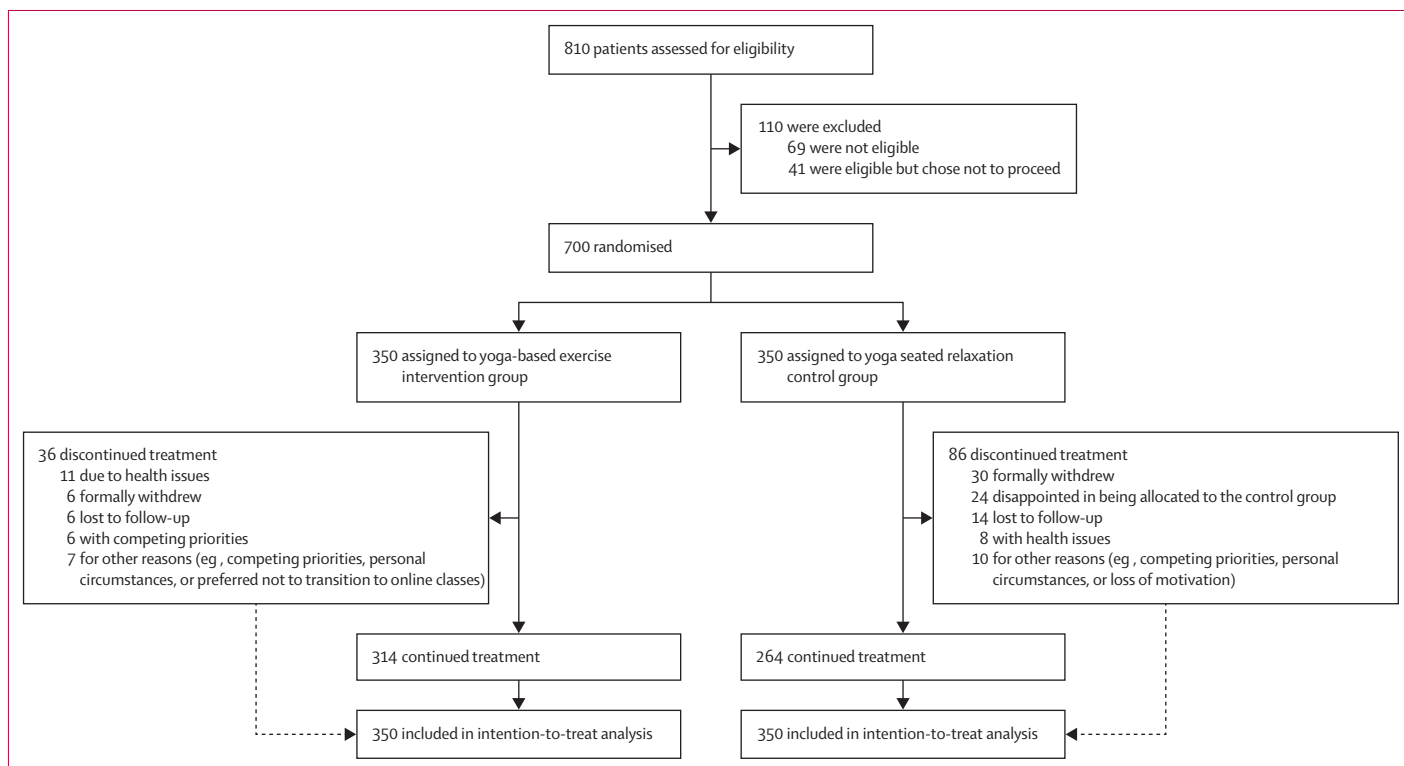 810 patients assessed for eligibility
110 were excluded
69 were not eligible
41 were eligible but chose not to proceed
700 randomised
350 assigned to yoga-based exercise
intervention group
350 assigned to yoga seated relaxation
control group
36 discontinued treatment
11 due to health issues
6 formally withdrew
6 lost to follow-up
6 with competing priorities
7 for other reasons (eg, competing priorities, personal
circumstances, or preferred not to transition to online classes)
86 discontinued treatment
30 formally withdrew
24 disappointed in being allocated to the control group
14 lost to follow-up
8 with health issues
10 for other reasons (eg, competing priorities, personal
circumstances, or loss of motivation)
314 continued treatment
264 continued treatment
350 included in intention-to-treat analysis
350 included in intention-to-treat analysis